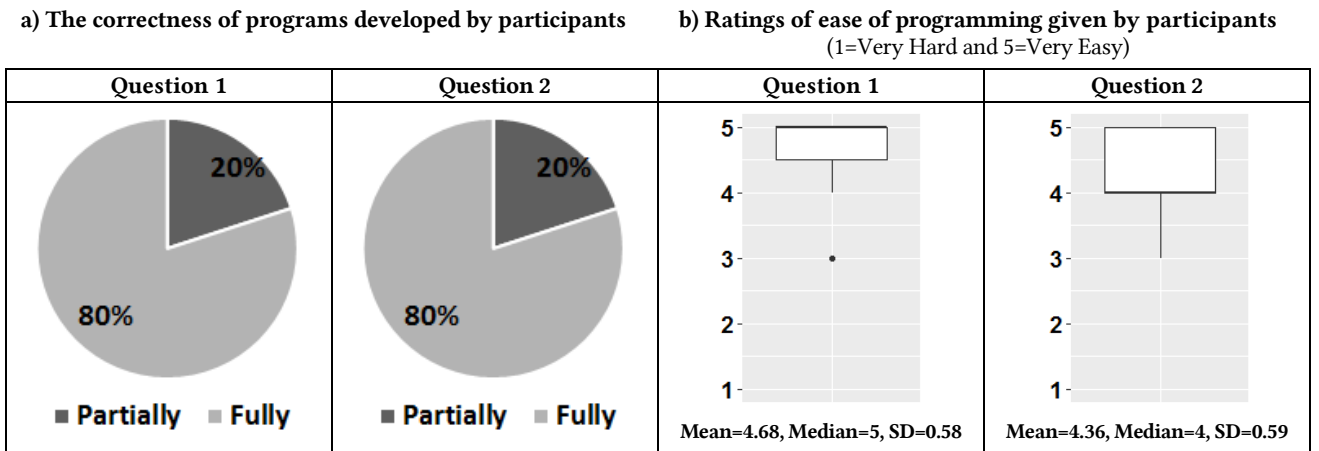 a) The correctness of programs developed by participants
b) Ratings of ease of programming given by participants
(1=Very Hard and 5=Very Easy)
Question 1
Question 2
Question 1
Question 2
20%
80%
Partially Fully
20%
80%
Partially Fully
5
4
3
2
1
Mean=4.68, Median=5, SD=0.58
5
4
3
2
1
Mean=4.36, Median=4, SD=0.59